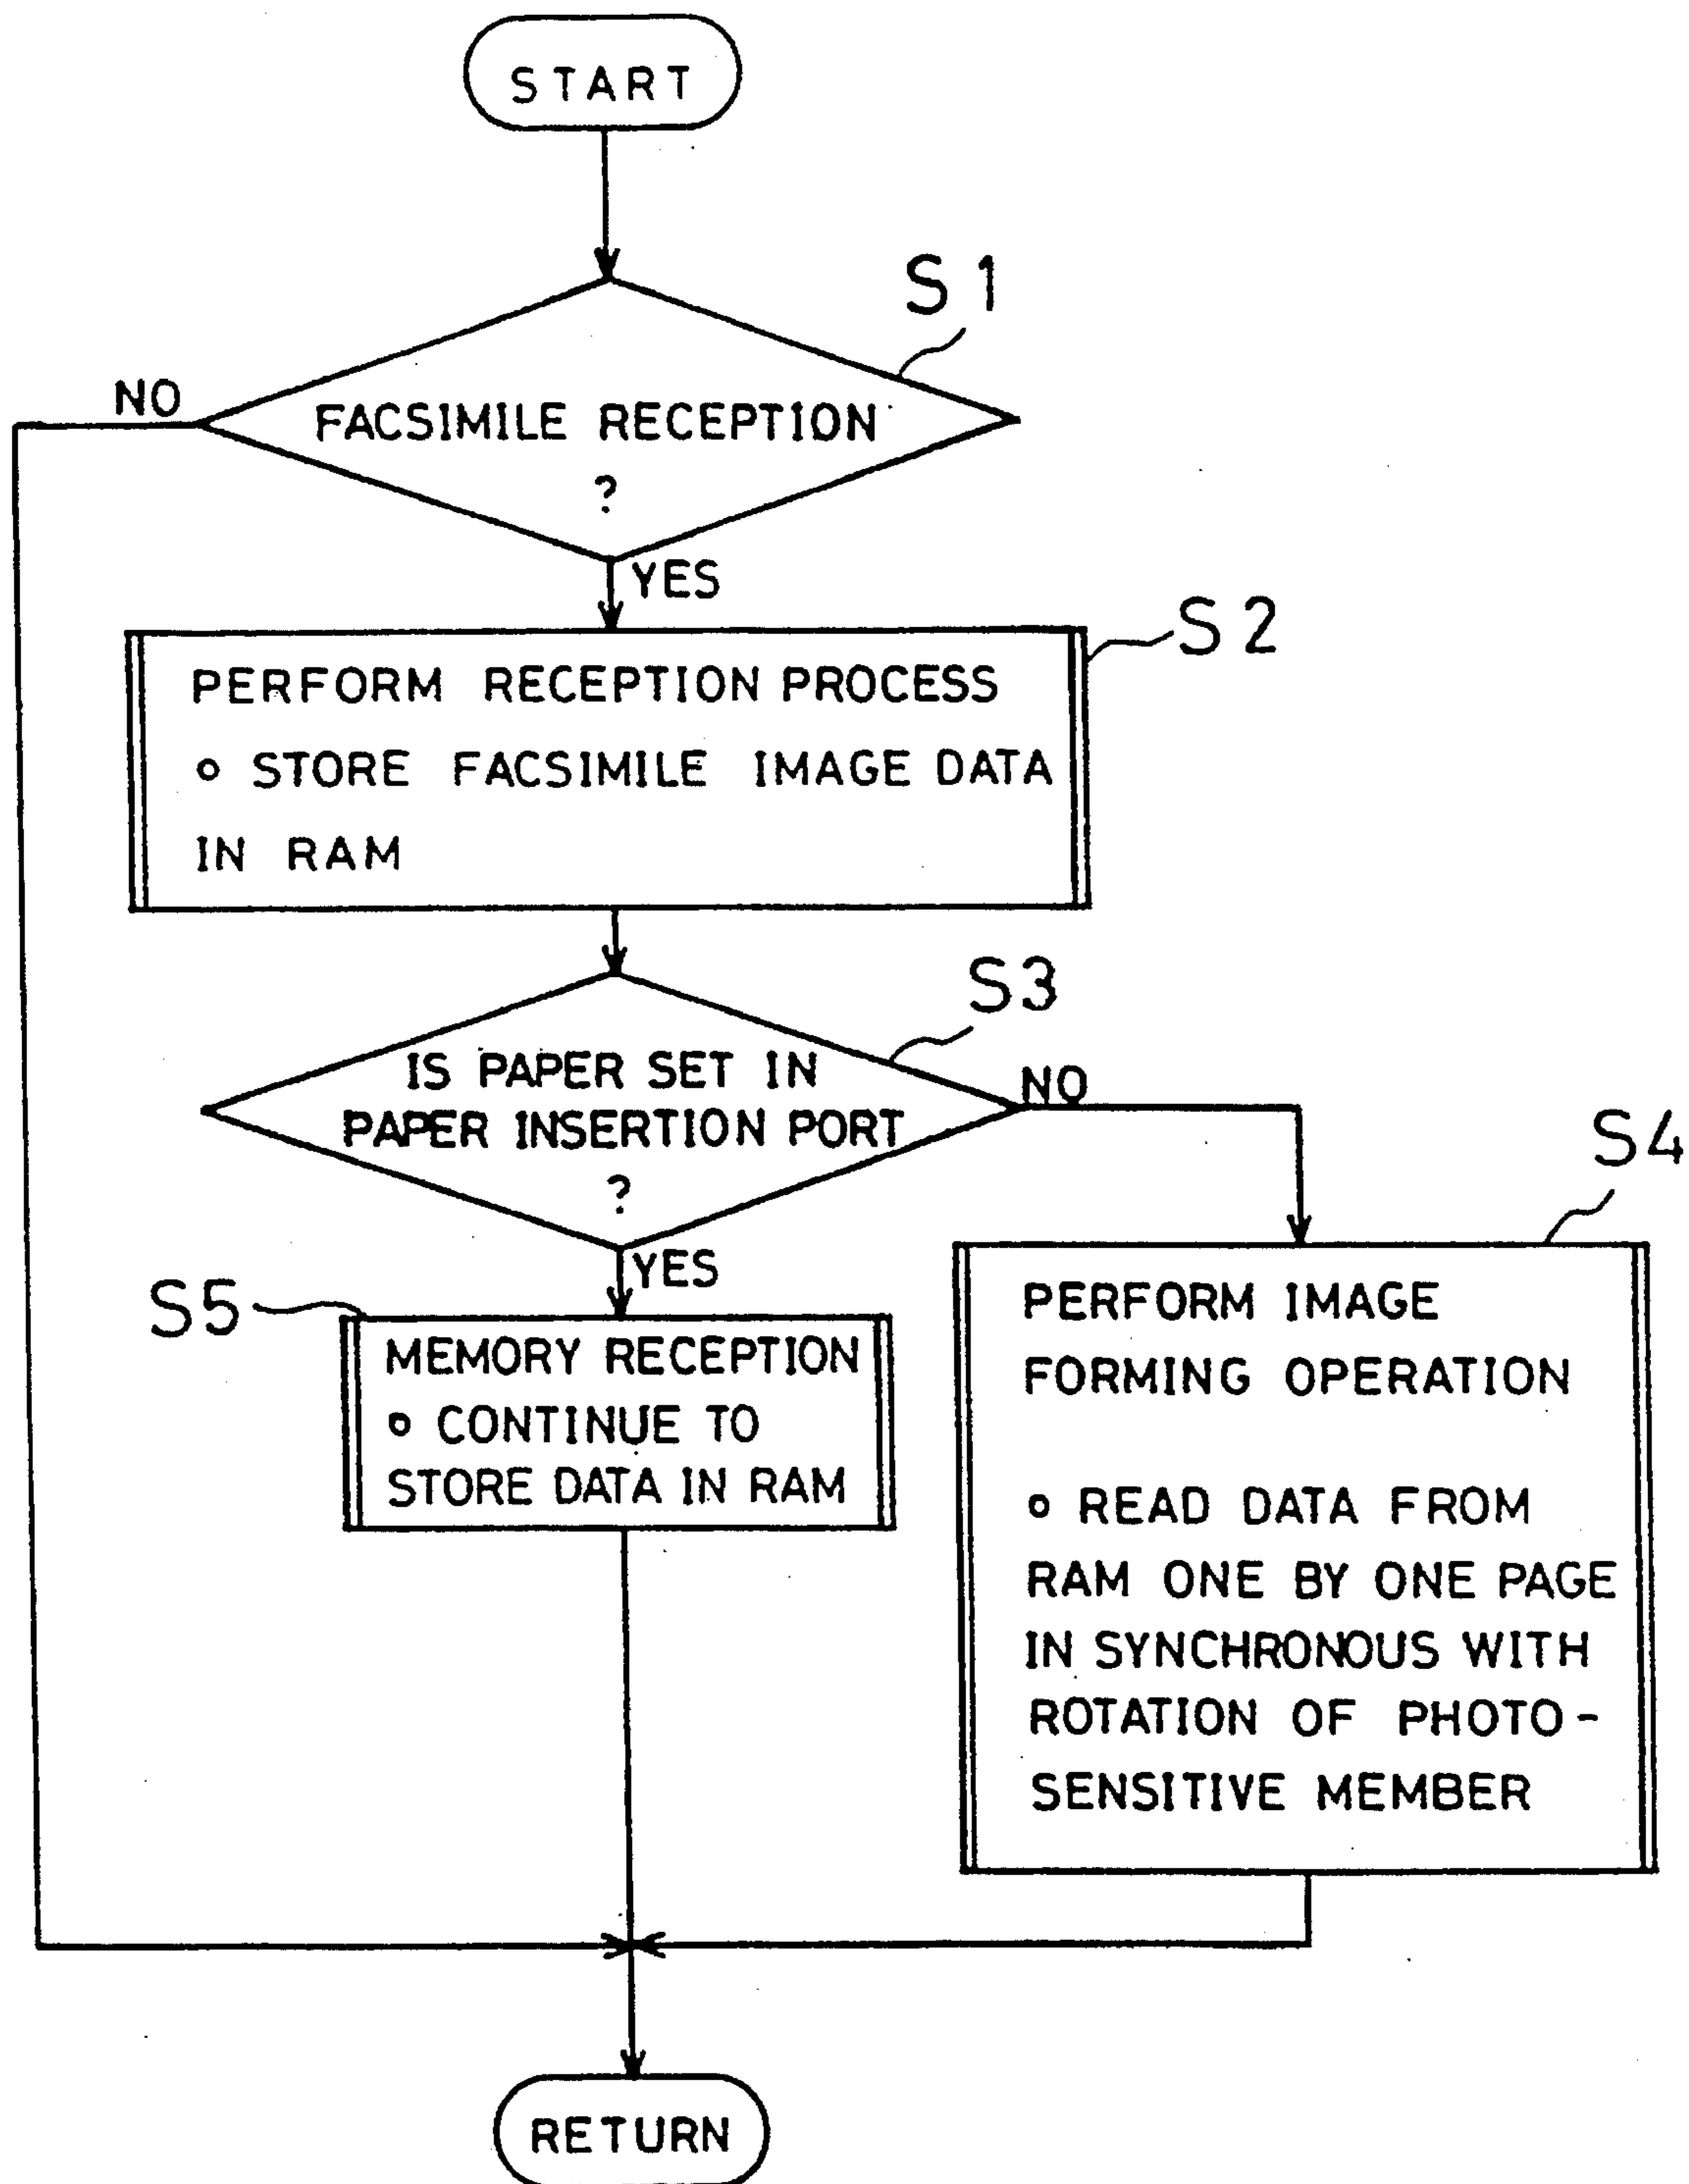 START
S1
NO
FACSIMILE RECEPTION
?
YES
S2
PERFORM RECEPTION PROCESS
o STORE FACSIMILE IMAGE DATA
IN RAM
S3
IS PAPER SET IN
PAPER INSERTION PORT
?
NO
YES
S4
PERFORM IMAGE
FORMING OPERATION
o READ DATA FROM
RAM ONE BY ONE PAGE
IN SYNCHRONOUS WITH
ROTATION OF PHOTO-
SENSITIVE MEMBER
S5
MEMORY RECEPTION
o CONTINUE TO
STORE DATA IN RAM
RETURN